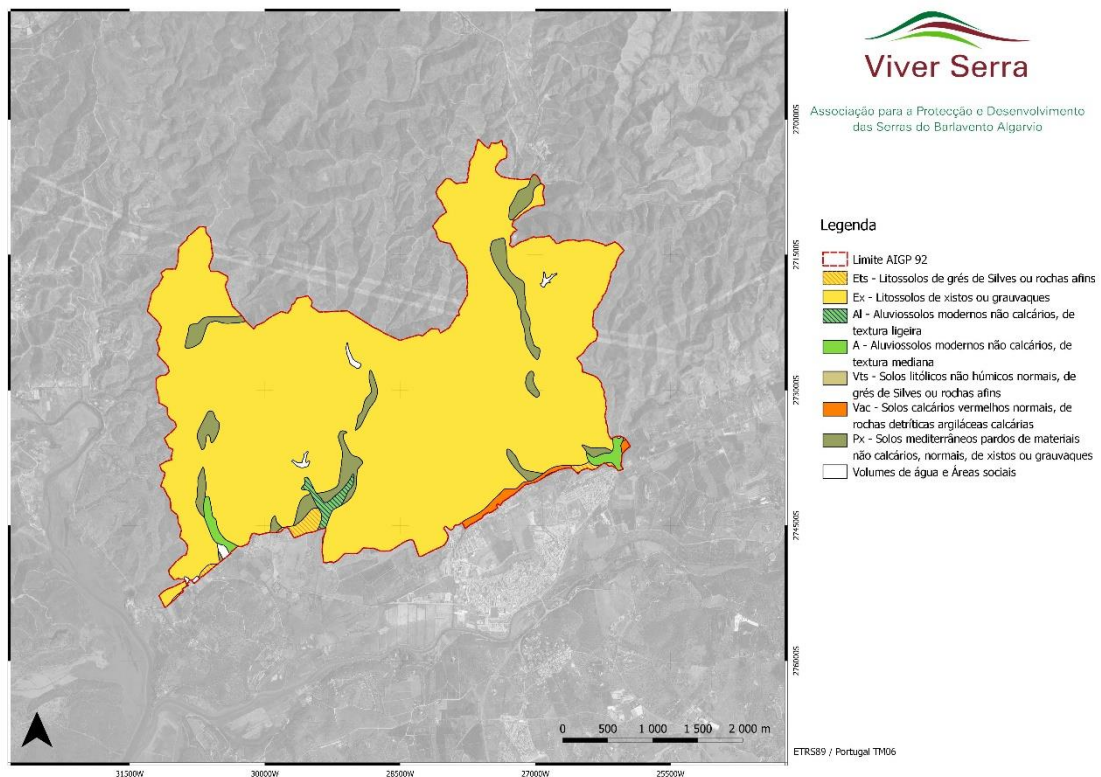 Viver Serra
Associação para a Protecção e Desenvolvimento
das Serras do Barlavento Algarvio
Legenda
Limite AIGP 92
Ets - Litossolos de grés de Silves ou rochas afins
Ex - Litossolos de xistos ou grauvaques
Al - Aluviossolos modernos não calcários, de
textura ligeira
A - Aluviossolos modernos não calcários, de
textura mediana
Vts - Solos litólicos não húmicos normais, de
grés de Silves ou rochas afins
Vac - Solos calcários vermelhos normais, de
rochas detríticas argiláceas calcárias
Px - Solos mediterrâneos pardos de materiais
não calcários, normais, de xistos ou grauvaques
Volumes de água e Áreas sociais
270000S
271500S
273000S
274500S
276000S
0 500 1 000 1 500 2 000 m
ETRS89 / Portugal TM06
31500W 30000W 28500W 27000W 25500W